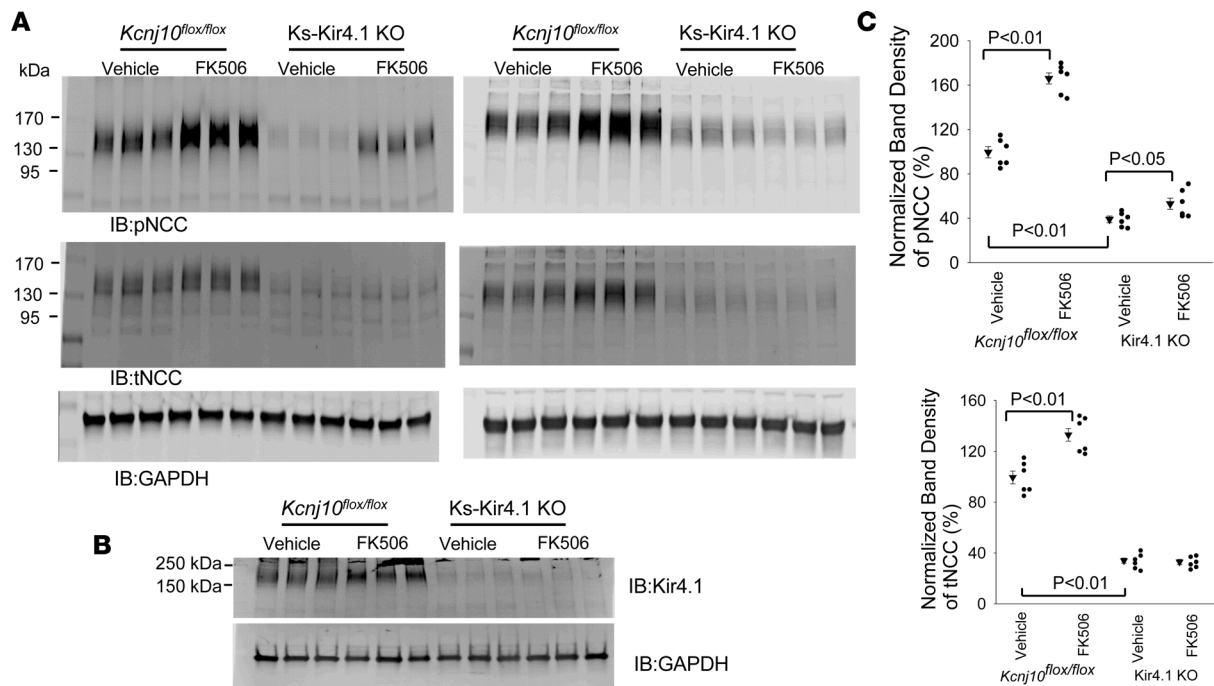 A
Kcnj10flox/flox Ks-Kir4.1 KO
Kcnj10flox/flox Ks-Kir4.1 KO
kDa
Vehicle FK506 Vehicle FK506
Vehicle FK506 Vehicle FK506
170
130
95
IB:pNCC
170
130
95
IB:tNCC
IB:GAPDH
B
Kcnj10flox/flox Ks-Kir4.1 KO
Vehicle FK506 Vehicle FK506
250 kDa
150 kDa
IB:Kir4.1
IB:GAPDH
C
Normalized Band Density
of pNCC (%)
200
160
120
80
40
0
P<0.01
P<0.05
P<0.01
Vehicle
FK506
Vehicle
FK506
Kcnj10flox/flox Kir4.1 KO
Normalized Band Density
of tNCC (%)
160
120
80
40
0
P<0.01
P<0.01
Vehicle
FK506
Vehicle
FK506
Kcnj10flox/flox Kir4.1 KO